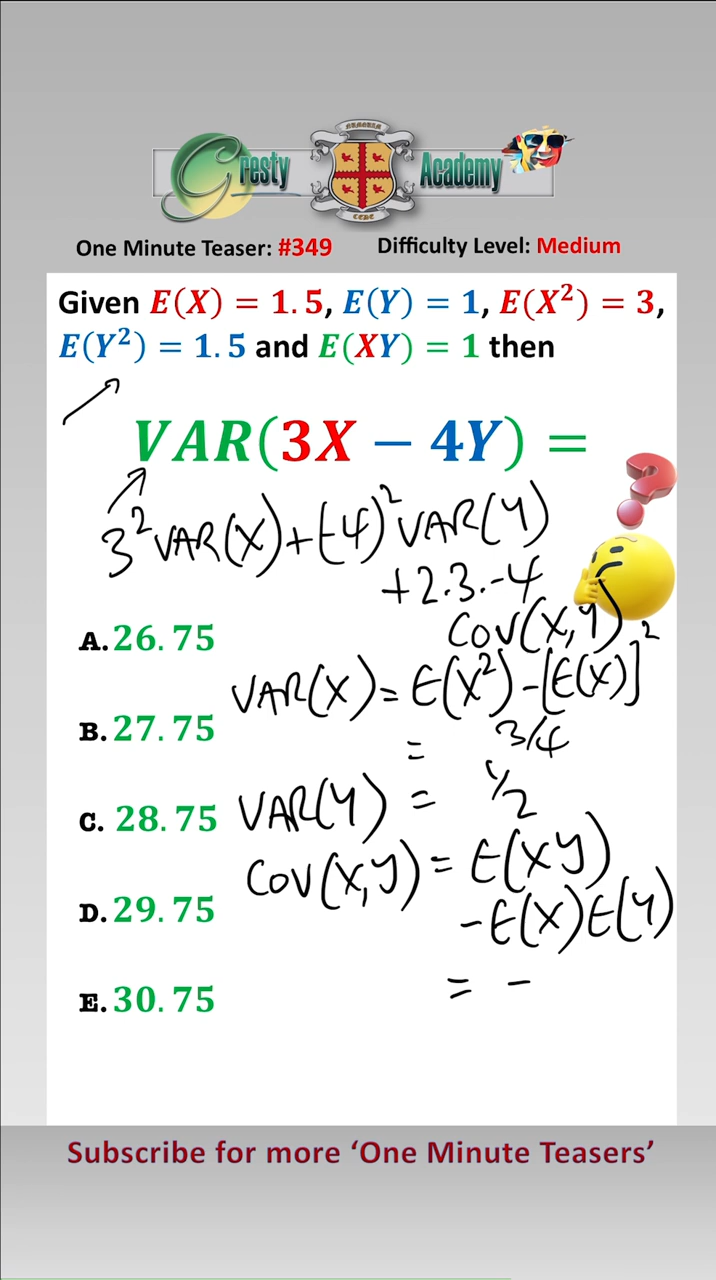 Gresty Academy
NUMORUM
CEDE
One Minute Teaser: #349 Difficulty Level: Medium
Given E(X) = 1.5, E(Y) = 1, E(X²) = 3,
E(Y²) = 1.5 and E(XY) = 1 then
VAR(3X − 4Y) =
3²VAR(X)+(-4)²VAR(Y)
+2.3.-4
COV(X,Y)
A. 26.75
VAR(X)= E(X²)-[E(X)]²
B. 27.75
= 3/4
C. 28.75
VAR(Y) = 1/2
COV(X,Y) = E(XY)
D. 29.75
-E(X)E(Y)
E. 30.75
= -
Subscribe for more ‘One Minute Teasers’